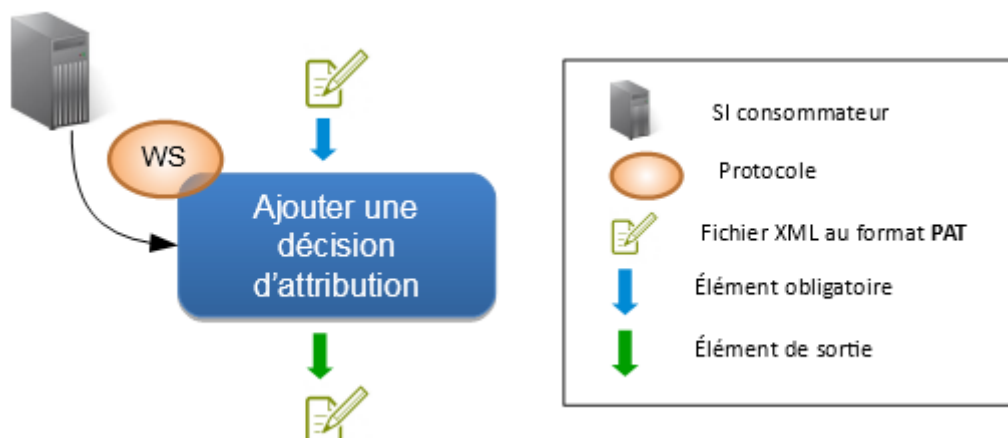 WS
Ajouter une
décision
d'attribution
SI consommateur
Protocole
Fichier XML au format PAT
Élément obligatoire
Élément de sortie